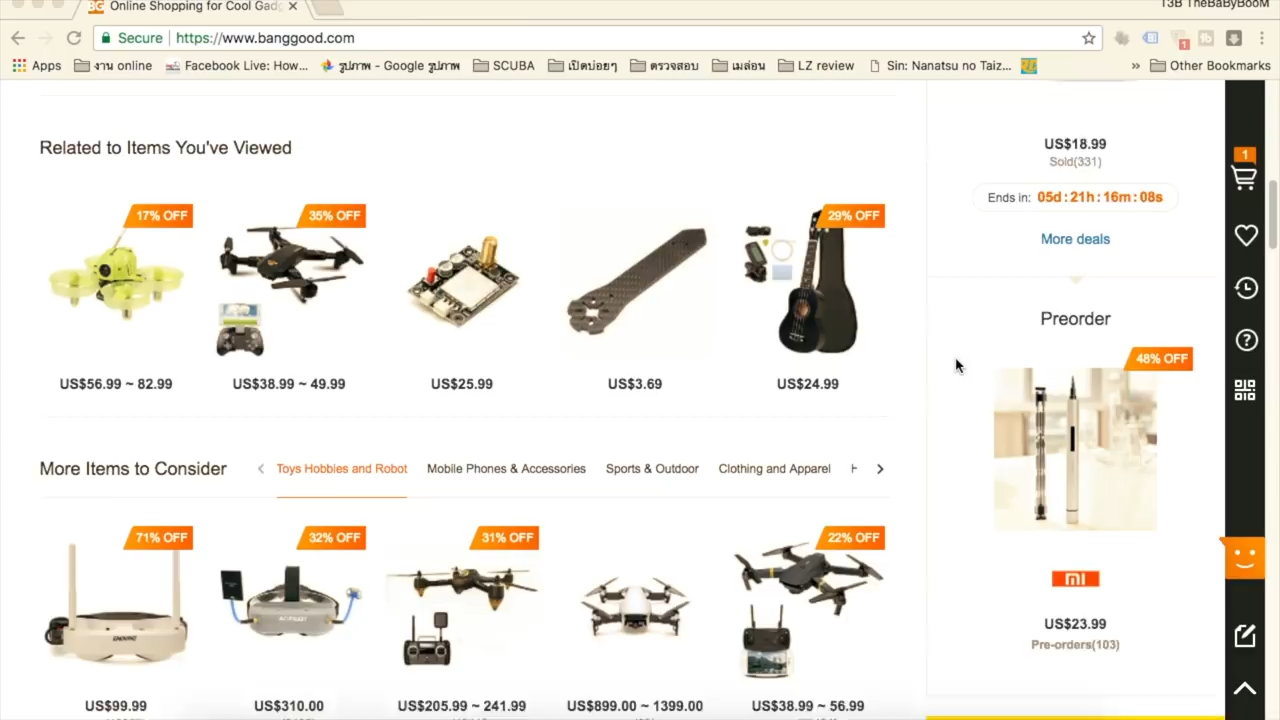 Online Shopping for Cool Gadg
T3B TheBaByBooM
Secure https://www.banggood.com
1
Apps งาน online Facebook Live: How... รูปภาพ - Google รูปภาพ SCUBA เปิดบ่อยๆ ตรวจสอบ เมล่อน LZ review Sin: Nanatsu no Taiz... » Other Bookmarks
Related to Items You've Viewed
17% OFF
35% OFF
29% OFF
US$56.99 ~ 82.99
US$38.99 ~ 49.99
US$25.99
US$3.69
US$24.99
More Items to Consider
Toys Hobbies and Robot
Mobile Phones & Accessories
Sports & Outdoor
Clothing and Apparel
71% OFF
32% OFF
31% OFF
22% OFF
US$99.99
US$310.00
US$205.99 ~ 241.99
US$899.00 ~ 1399.00
US$38.99 ~ 56.99
US$18.99
Sold(331)
Ends in: 05d : 21h : 16m : 08s
More deals
Preorder
48% OFF
mi
US$23.99
Pre-orders(103)
1